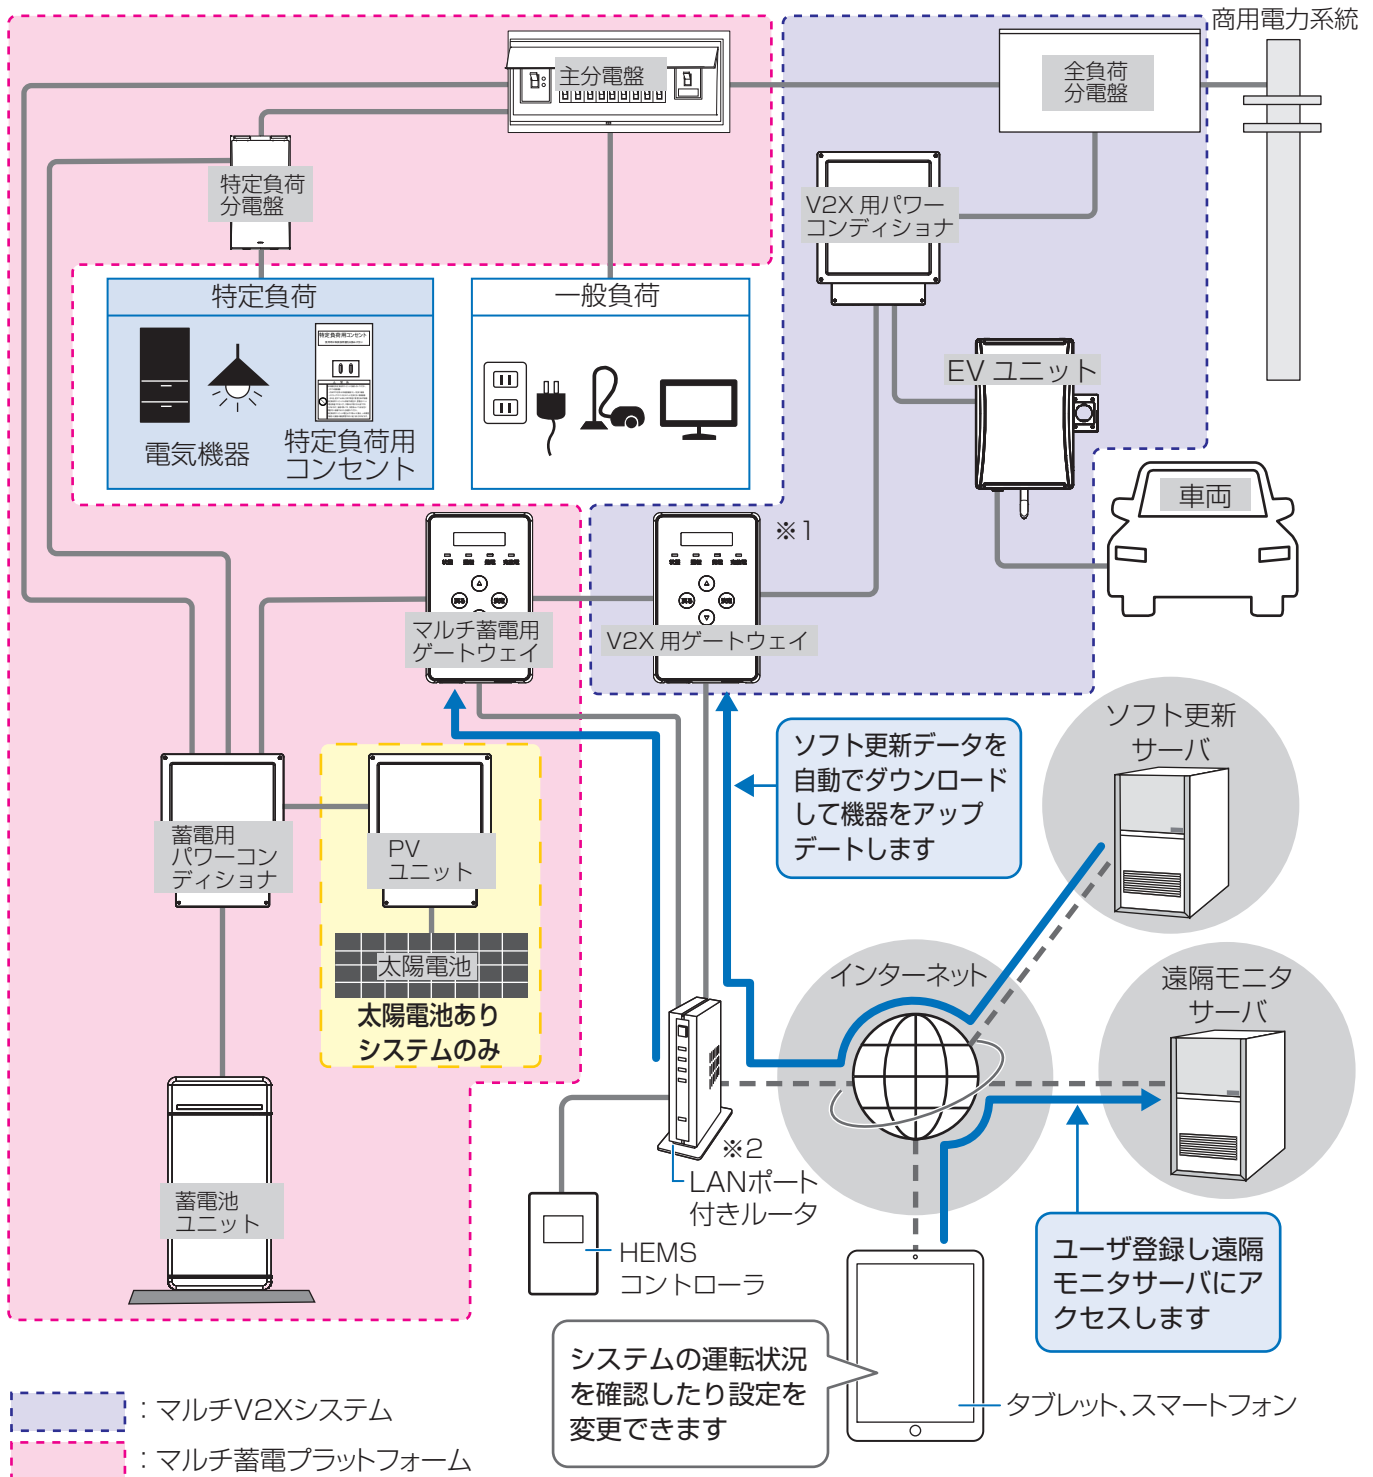 商用電力系統
主分電盤
全負荷
分電盤
特定負荷
分電盤
V2X 用パワー
コンディショナ
特定負荷
特定負荷用コンセント
電気機器
特定負荷用
コンセント
一般負荷
EV ユニット
車両
※1
マルチ蓄電用
ゲートウェイ
V2X 用ゲートウェイ
ソフト更新データを
自動でダウンロード
して機器をアップ
デートします
ソフト更新
サーバ
蓄電用
パワーコン
ディショナ
PV
ユニット
太陽電池
太陽電池あり
システムのみ
インターネット
遠隔モニタ
サーバ
※2
LANポート
付きルータ
蓄電池
ユニット
HEMS
コントローラ
ユーザ登録し遠隔
モニタサーバにア
クセスします
システムの運転状況
を確認したり設定を
変更できます
タブレット、スマートフォン
：マルチV2Xシステム
：マルチ蓄電プラットフォーム